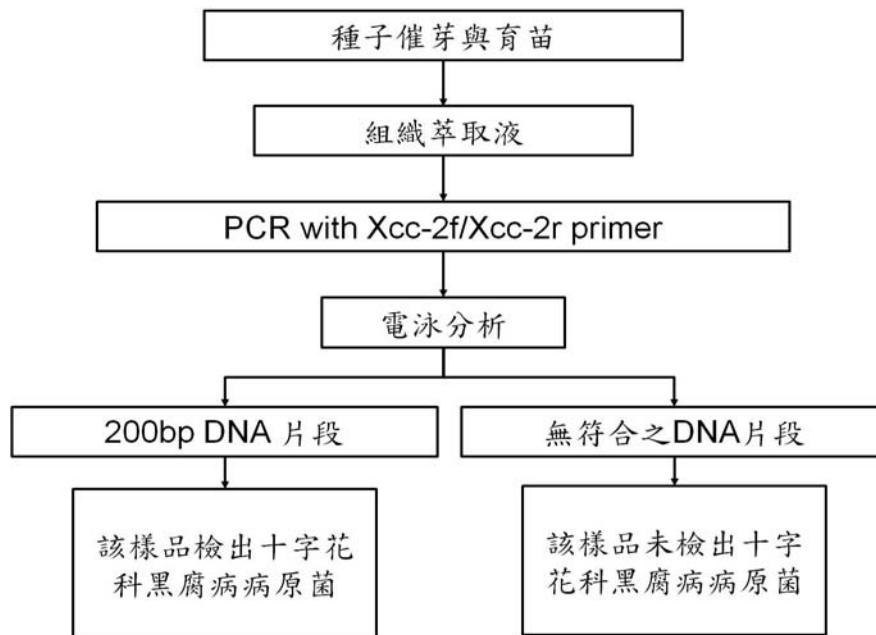 種子催芽與育苗
組織萃取液
PCR with Xcc-2f/Xcc-2r primer
電泳分析
200bp DNA 片段
無符合之DNA片段
該樣品檢出十字花
科黑腐病病原菌
該樣品未檢出十字
花科黑腐病病原菌